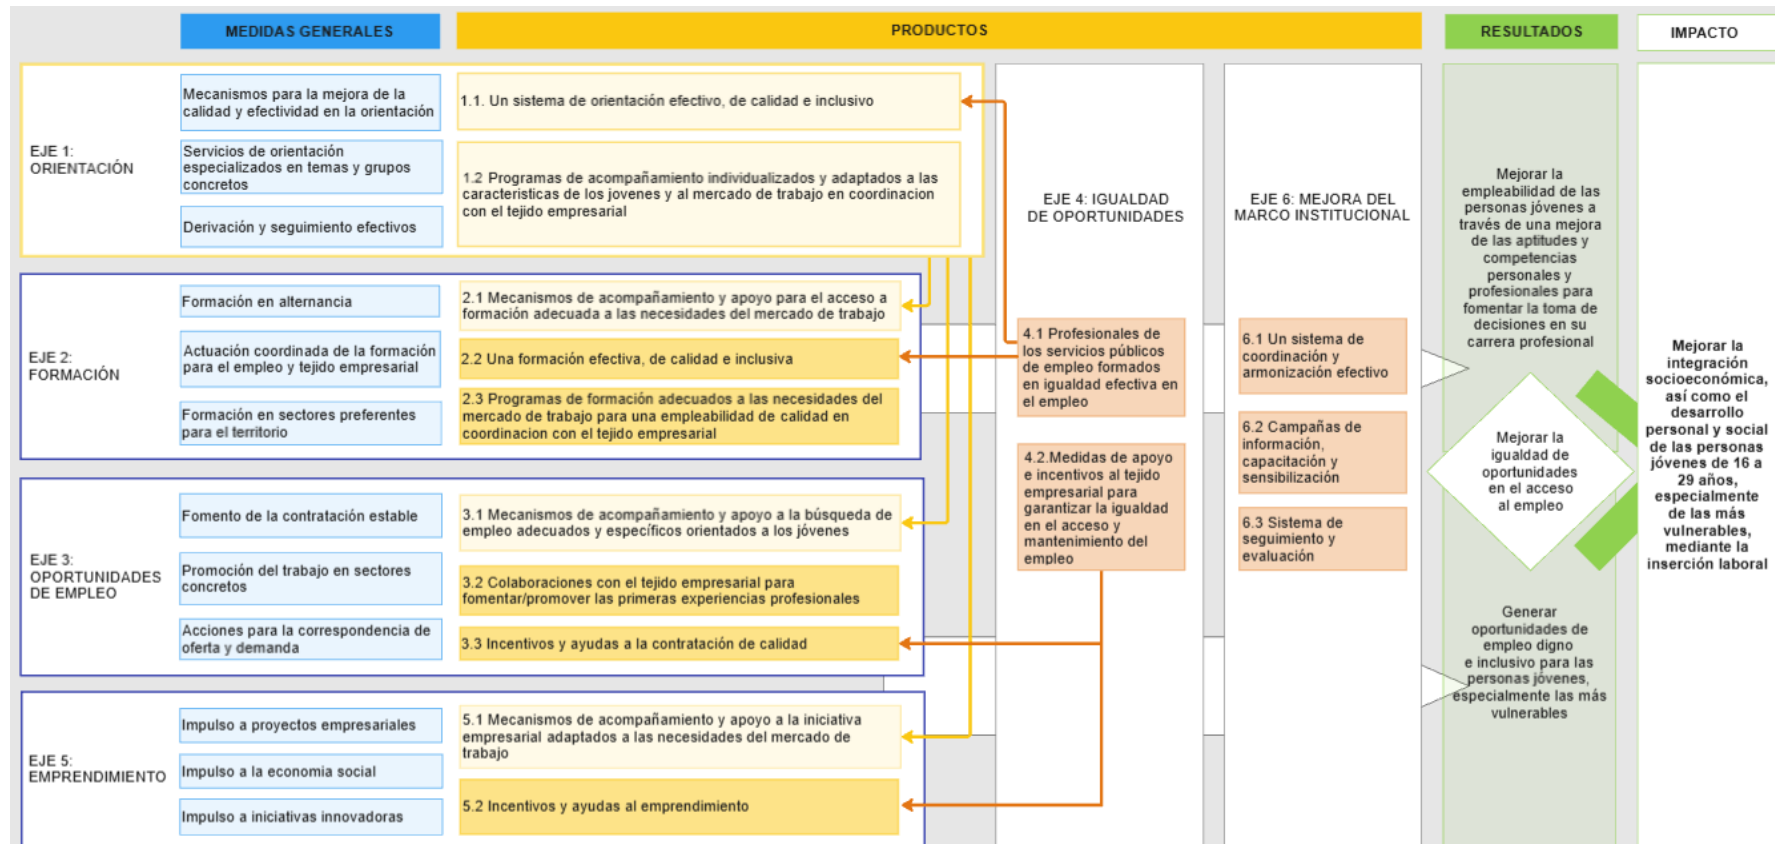 MEDIDAS GENERALES
PRODUCTOS
RESULTADOS
IMPACTO
EJE 1:
ORIENTACIÓN
Mecanismos para la mejora de la
calidad y efectividad en la orientación
Servicios de orientación
especializados en temas y grupos
concretos
Derivación y seguimiento efectivos
1.1. Un sistema de orientación efectivo, de calidad e inclusivo
1.2 Programas de acompañamiento individualizados y adaptados a las
caracteristicas de los jovenes y al mercado de trabajo en coordinacion
con el tejido empresarial
EJE 2:
FORMACIÓN
Formación en alternancia
Actuación coordinada de la formación
para el empleo y tejido empresarial
Formación en sectores preferentes
para el territorio
2.1 Mecanismos de acompañamiento y apoyo para el acceso a
formación adecuada a las necesidades del mercado de trabajo
2.2 Una formación efectiva, de calidad e inclusiva
2.3 Programas de formación adecuados a las necesidades del
mercado de trabajo para una empleabilidad de calidad en
coordinacion con el tejido empresarial
EJE 3:
OPORTUNIDADES
DE EMPLEO
Fomento de la contratación estable
Promoción del trabajo en sectores
concretos
Acciones para la correspondencia de
oferta y demanda
3.1 Mecanismos de acompañamiento y apoyo a la búsqueda de
empleo adecuados y específicos orientados a los jóvenes
3.2 Colaboraciones con el tejido empresarial para
fomentar/promover las primeras experiencias profesionales
3.3 Incentivos y ayudas a la contratación de calidad
EJE 5:
EMPRENDIMIENTO
Impulso a proyectos empresariales
Impulso a la economia social
Impulso a iniciativas innovadoras
5.1 Mecanismos de acompañamiento y apoyo a la iniciativa
empresarial adaptados a las necesidades del mercado de
trabajo
5.2 Incentivos y ayudas al emprendimiento
EJE 4: IGUALDAD
DE OPORTUNIDADES
4.1 Profesionales de
los servicios públicos
de empleo formados
en igualdad efectiva en
el empleo
4.2.Medidas de apoyo
e incentivos al tejido
empresarial para
garantizar la igualdad
en el acceso y
mantenimiento del
empleo
EJE 6: MEJORA DEL
MARCO INSTITUCIONAL
6.1 Un sistema de
coordinación y
armonización efectivo
6.2 Campañas de
información,
capacitación y
sensibilización
6.3 Sistema de
seguimiento y
evaluación
Mejorar la
empleabilidad de las
personas jóvenes a
través de una mejora
de las aptitudes y
competencias
personales y
profesionales para
fomentar la toma de
decisiones en su
carrera profesional
Mejorar la
igualdad de
oportunidades
en el acceso
al empleo
Generar
oportunidades de
empleo digno
e inclusivo para las
personas jóvenes,
especialmente las más
vulnerables
Mejorar la
integración
socioeconómica,
así como el
desarrollo
personal y social
de las personas
jóvenes de 16 a
29 años,
especialmente
de las más
vulnerables,
mediante la
inserción laboral